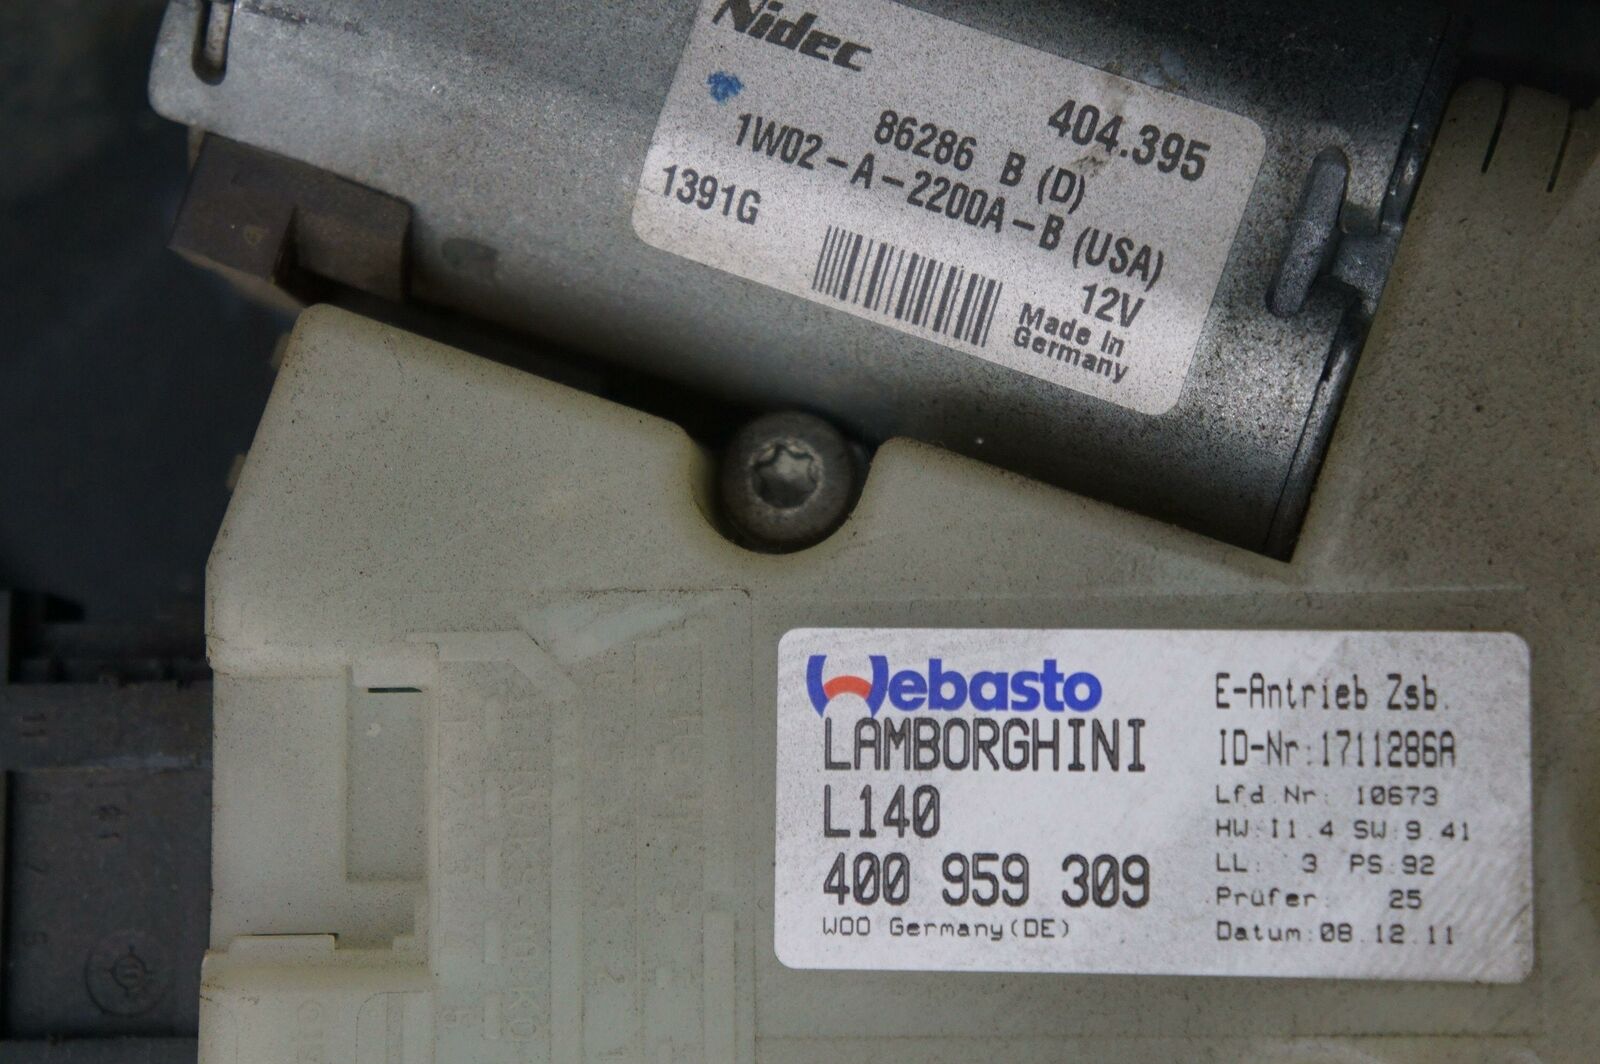 Nidec
404.395
86286 B (D)
1W02-A-2200A-B (USA)
1391G
12V
Made In
Germany
Webasto
LAMBORGHINI
L140
400 959 309
WOO Germany(DE)
E-Antrieb Zsb.
ID-Nr:1711286A
Lfd.Nr: 10673
HW:I1.4 SW:9.41
LL: 3 PS:92
Prüfer: 25
Datum:08.12.11